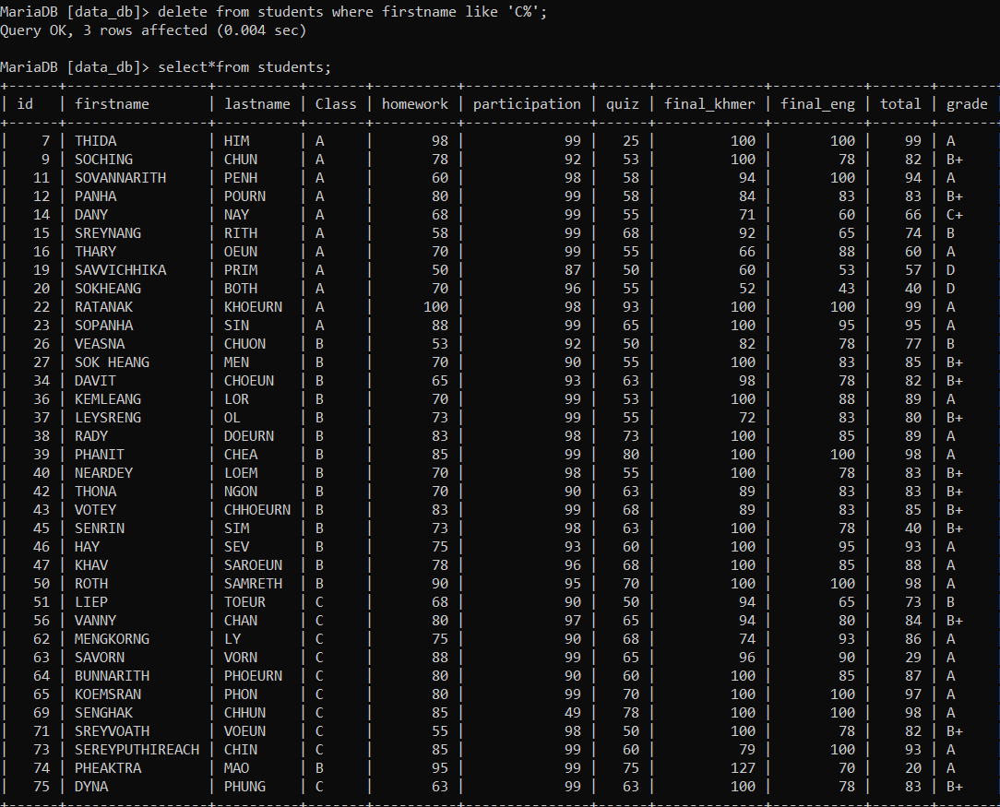 MariaDB [data_db]> delete from students where firstname like 'C%';
Query OK, 3 rows affected (0.004 sec)
MariaDB [data_db]> select*from students;
+------+----------------+-----------+-------+----------+---------------+------+-------------+-----------+-------+-------
| id | firstname | lastname | Class | homework | participation | quiz | final_khmer | final_eng | total | grade
+------+----------------+-----------+-------+----------+---------------+------+-------------+-----------+-------+-------
| 7 | THIDA | HIM | A | 98 | 99 | 25 | 100 | 100 | 99 | A
| 9 | SOCHING | CHUN | A | 78 | 92 | 53 | 100 | 78 | 82 | B+
| 11 | SOVANNARITH | PENH | A | 60 | 98 | 58 | 94 | 100 | 94 | A
| 12 | PANHA | POURN | A | 80 | 99 | 58 | 84 | 83 | 83 | B+
| 14 | DANY | NAY | A | 68 | 99 | 55 | 71 | 60 | 66 | C+
| 15 | SREYNANG | RITH | A | 58 | 99 | 68 | 92 | 65 | 74 | B
| 16 | THARY | OEUN | A | 70 | 99 | 55 | 66 | 88 | 60 | A
| 19 | SAVVICHHIKA | PRIM | A | 50 | 87 | 50 | 60 | 53 | 57 | D
| 20 | SOKHEANG | BOTH | A | 70 | 96 | 55 | 52 | 43 | 40 | D
| 22 | RATANAK | KHOEURN | A | 100 | 98 | 93 | 100 | 100 | 99 | A
| 23 | SOPANHA | SIN | A | 88 | 99 | 65 | 100 | 95 | 95 | A
| 26 | VEASNA | CHUON | B | 53 | 92 | 50 | 82 | 78 | 77 | B
| 27 | SOK HEANG | MEN | B | 70 | 90 | 55 | 100 | 83 | 85 | B+
| 34 | DAVIT | CHOEUN | B | 65 | 93 | 63 | 98 | 78 | 82 | B+
| 36 | KEMLEANG | LOR | B | 70 | 99 | 53 | 100 | 88 | 89 | A
| 37 | LEYSRENG | OL | B | 73 | 99 | 55 | 72 | 83 | 80 | B+
| 38 | RADY | DOEURN | B | 83 | 98 | 73 | 100 | 85 | 89 | A
| 39 | PHANIT | CHEA | B | 85 | 99 | 80 | 100 | 100 | 98 | A
| 40 | NEARDEY | LOEM | B | 70 | 98 | 55 | 100 | 78 | 83 | B+
| 42 | THONA | NGON | B | 70 | 90 | 63 | 89 | 83 | 83 | B+
| 43 | VOTEY | CHHOEURN | B | 83 | 99 | 68 | 89 | 83 | 85 | B+
| 45 | SENRIN | SIM | B | 73 | 98 | 63 | 100 | 78 | 40 | B+
| 46 | HAY | SEV | B | 75 | 93 | 60 | 100 | 95 | 93 | A
| 47 | KHAV | SAROEUN | B | 78 | 96 | 68 | 100 | 85 | 88 | A
| 50 | ROTH | SAMRETH | B | 90 | 95 | 70 | 100 | 100 | 98 | A
| 51 | LIEP | TOEUR | C | 68 | 90 | 50 | 94 | 65 | 73 | B
| 56 | VANNY | CHAN | C | 80 | 97 | 65 | 94 | 80 | 84 | B+
| 62 | MENGKORNG | LY | C | 75 | 90 | 68 | 74 | 93 | 86 | A
| 63 | SAVORN | VORN | C | 88 | 99 | 65 | 96 | 90 | 29 | A
| 64 | BUNNARITH | PHOEURN | C | 80 | 90 | 60 | 100 | 85 | 87 | A
| 65 | KOEMSRAN | PHON | C | 80 | 99 | 70 | 100 | 100 | 97 | A
| 69 | SENGHAK | CHHUN | C | 85 | 49 | 78 | 100 | 100 | 98 | A
| 71 | SREYVOATH | VOEUN | C | 55 | 98 | 50 | 100 | 78 | 82 | B+
| 73 | SEREYPUTHIREACH | CHIN | C | 85 | 99 | 60 | 79 | 100 | 93 | A
| 74 | PHEAKTRA | MAO | B | 95 | 99 | 75 | 127 | 70 | 20 | A
| 75 | DYNA | PHUNG | C | 63 | 99 | 63 | 100 | 78 | 83 | B+
+------+----------------+-----------+-------+----------+---------------+------+-------------+-----------+-------+-------